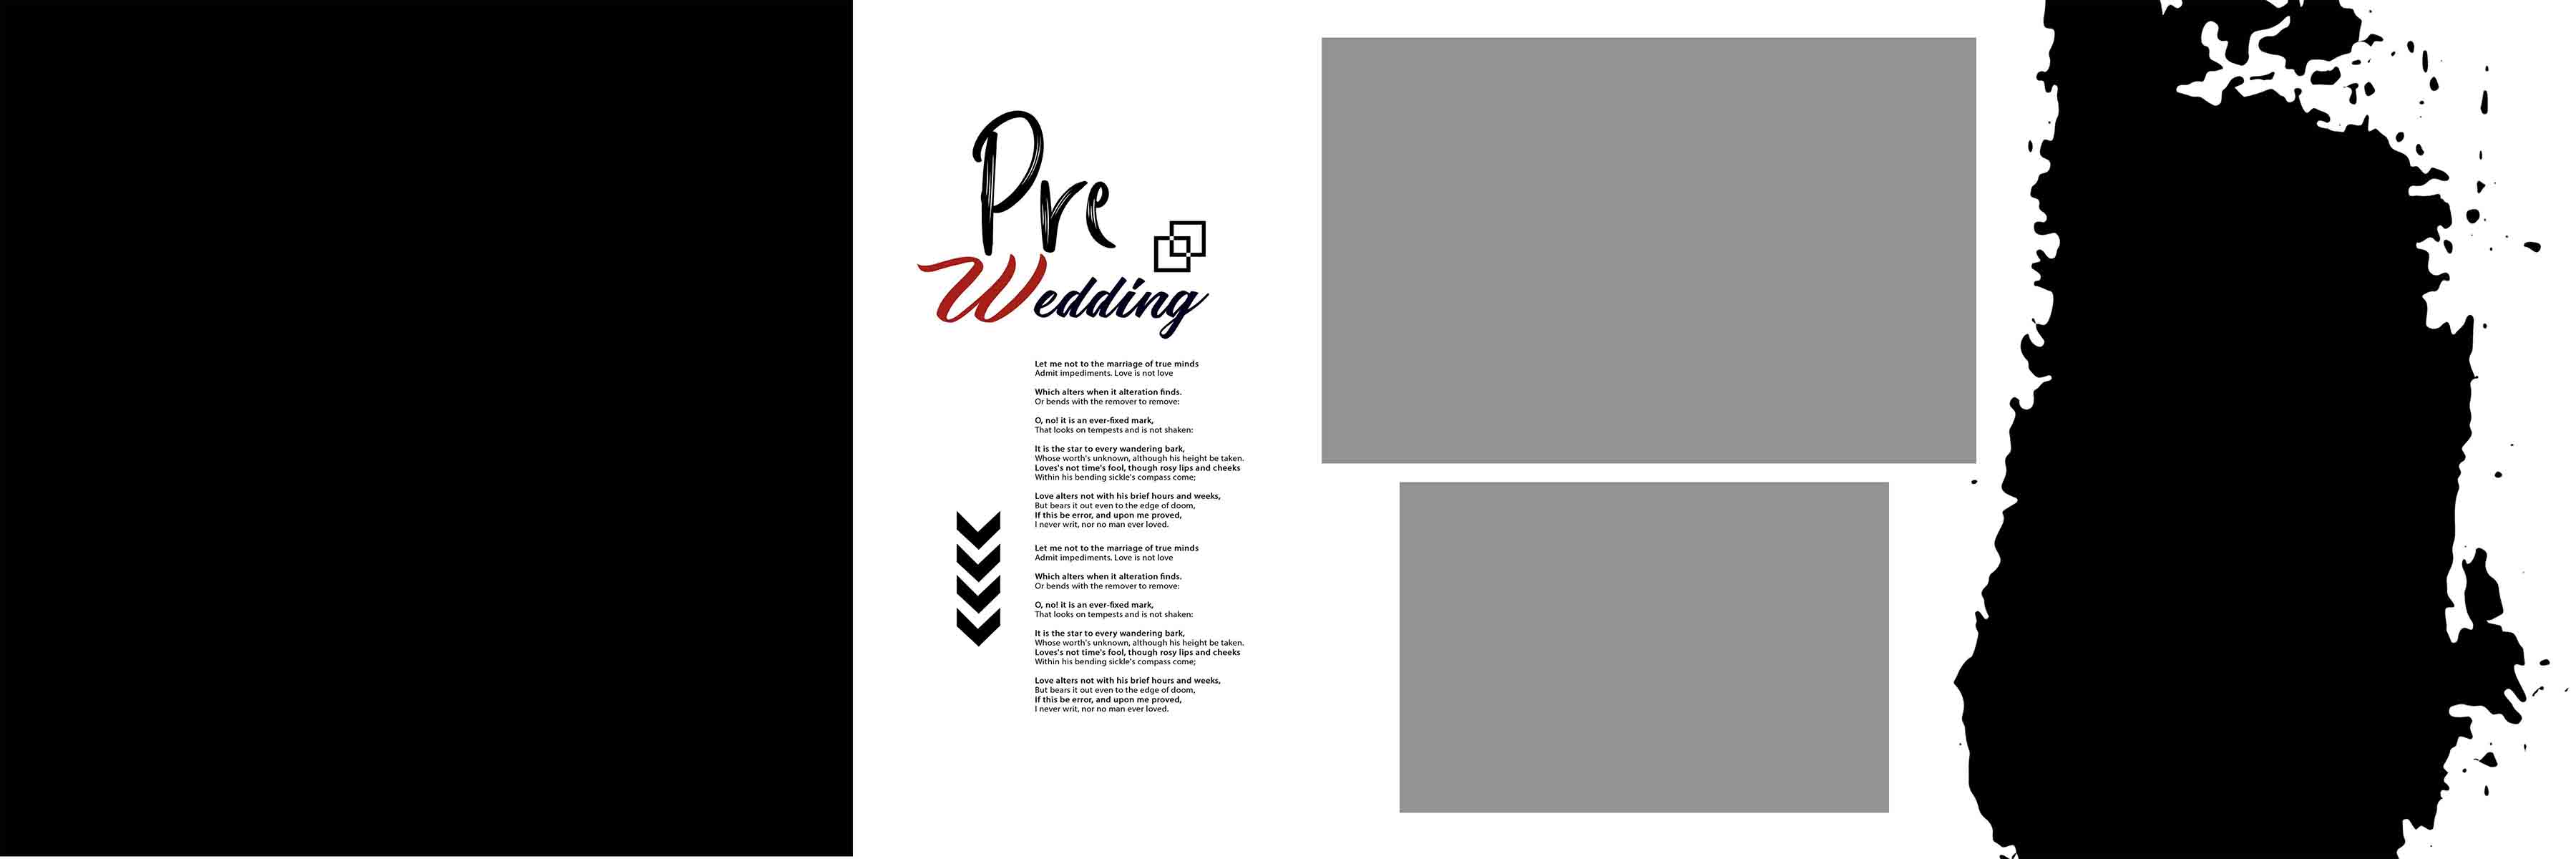 Pre
Wedding
Let me not to the marriage of true minds
Admit impediments. Love is not love
Which alters when it alteration finds.
Or bends with the remover to remove:
O, no! it is an ever-fixed mark,
That looks on tempests and is not shaken:
It is the star to every wandering bark,
Whose worth's unknown, although his height be taken.
Loves's not time's fool, though rosy lips and cheeks
Within his bending sickle's compass come;
Love alters not with his brief hours and weeks,
But bears it out even to the edge of doom,
If this be error, and upon me proved,
I never writ, nor no man ever loved.
Let me not to the marriage of true minds
Admit impediments. Love is not love
Which alters when it alteration finds.
Or bends with the remover to remove:
O, no! it is an ever-fixed mark,
That looks on tempests and is not shaken:
It is the star to every wandering bark,
Whose worth's unknown, although his height be taken.
Loves's not time's fool, though rosy lips and cheeks
Within his bending sickle's compass come;
Love alters not with his brief hours and weeks,
But bears it out even to the edge of doom,
If this be error, and upon me proved,
I never writ, nor no man ever loved.